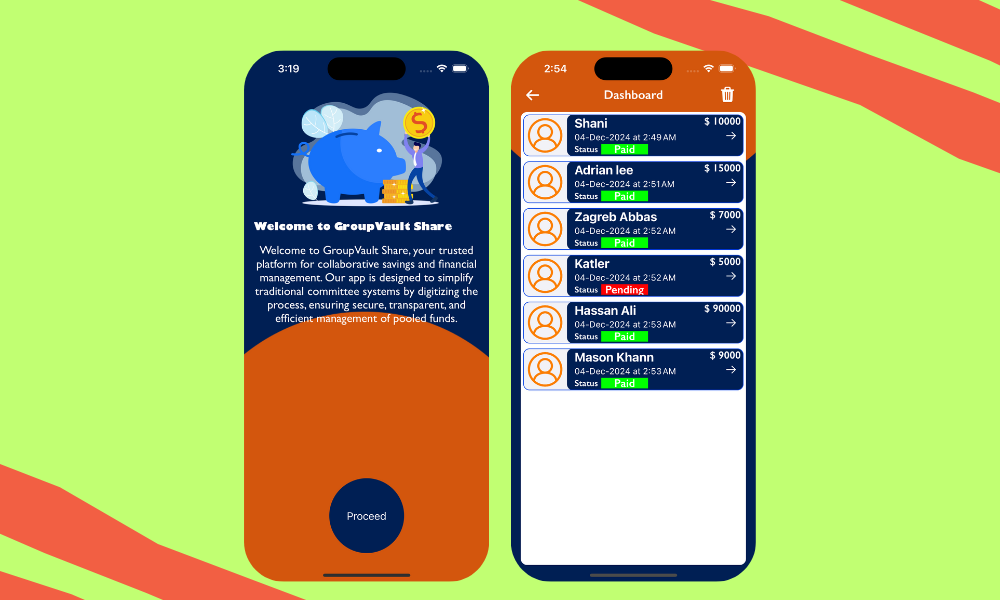 3:19
Welcome to GroupVault Share
Welcome to GroupVault Share, your trusted
platform for collaborative savings and financial
management. Our app is designed to simplify
traditional committee systems by digitizing the
process, ensuring secure, transparent, and
efficient management of pooled funds.
Proceed
2:54
Dashboard
Shani $ 10000
04-Dec-2024 at 2:49 AM
Status Paid
Adrian lee $ 15000
04-Dec-2024 at 2:51 AM
Status Paid
Zagreb Abbas $ 7000
04-Dec-2024 at 2:52 AM
Status Paid
Katler $ 5000
04-Dec-2024 at 2:52 AM
Status Pending
Hassan Ali $ 90000
04-Dec-2024 at 2:53 AM
Status Paid
Mason Khann $ 9000
04-Dec-2024 at 2:53 AM
Status Paid